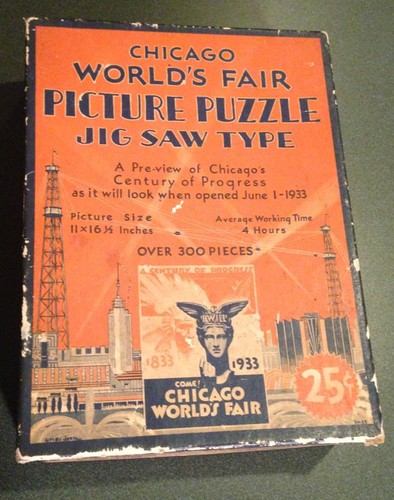 CHICAGO
WORLD'S FAIR
PICTURE PUZZLE
JIG SAW TYPE
A Pre-view of Chicago's
Century of Progress
as it will look when opened June 1-1933
Picture Size
11x16½ Inches
Average Working Time
4 Hours
OVER 300 PIECES
A CENTURY OF PROGRESS
I WILL
1833
1933
COME!
CHICAGO
WORLD'S FAIR
25¢